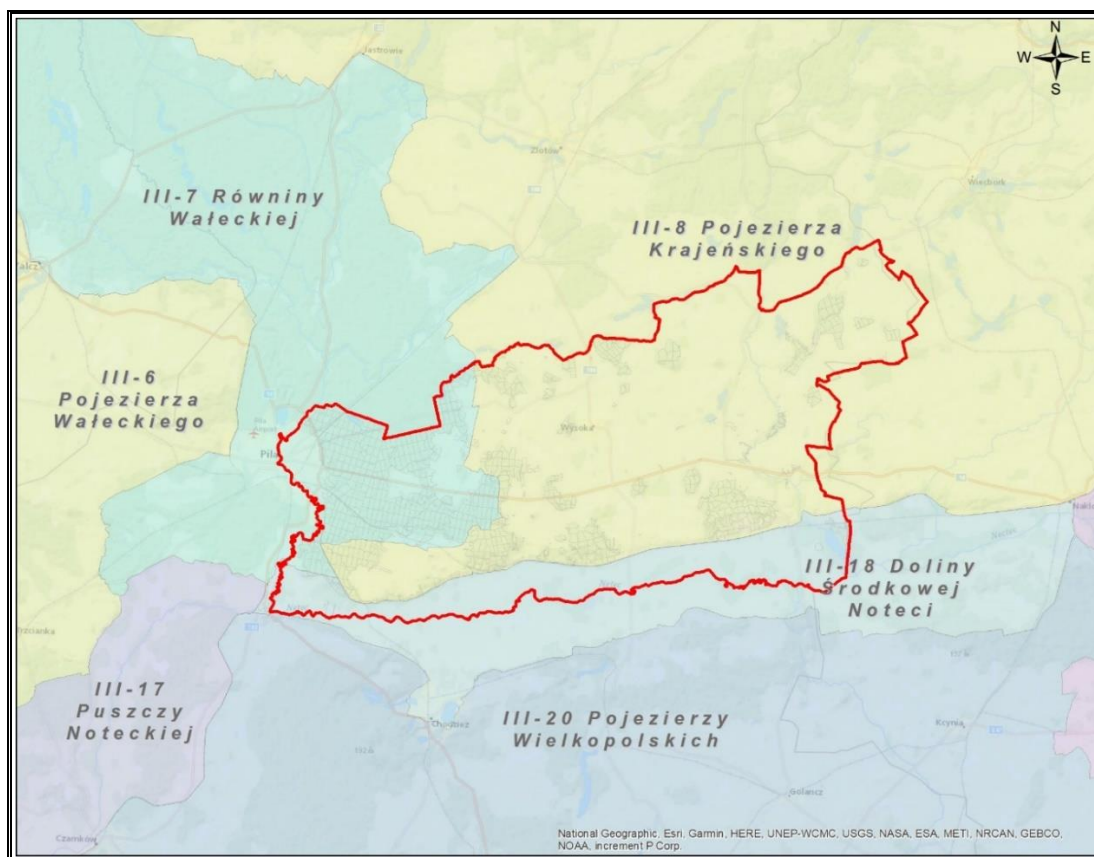 N
W E
S
Jastrowie
Złotów
Więcbork
III-7 Równiny
Wałeckiej
III-8 Pojezierza
Krajeńskiego
III-6
Pojezierza
Wałeckiego
Piła
Wysoka
III-18 Doliny
Środkowej
Noteci
Noteć
III-17
Puszczy
Noteckiej
III-20 Pojezierzy
Wielkopolskich
Chodzież
Kcynia
Gołańcz
Czarnków
National Geographic, Esri, Garmin, HERE, UNEP-WCMC, USGS, NASA, ESA, METI, NRCAN, GEBCO,
NOAA, increment P Corp.